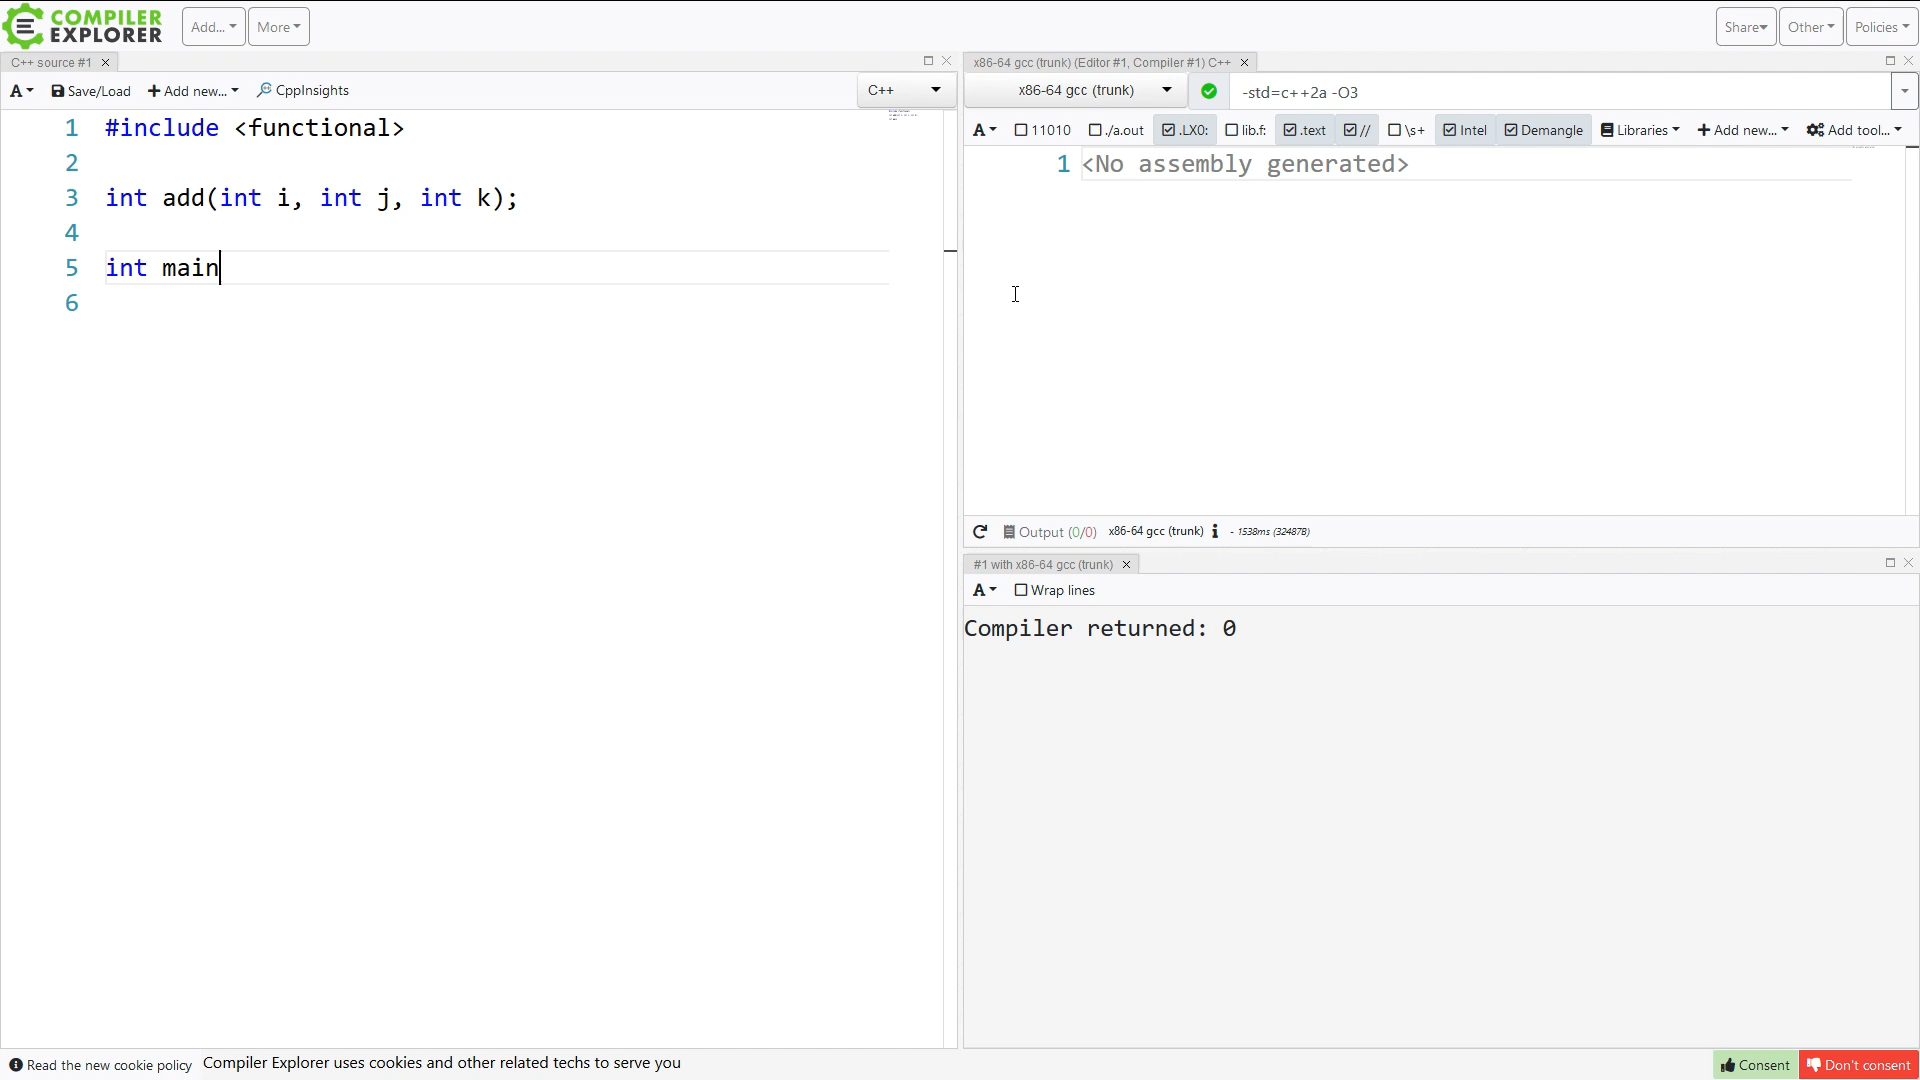 COMPILER
EXPLORER
Add...
More
Share
Other
Policies
C++ source #1
Save/Load
Add new...
CppInsights
C++
1 #include <functional>
2
3 int add(int i, int j, int k);
4
5 int main
6
x86-64 gcc (trunk) (Editor #1, Compiler #1) C++
x86-64 gcc (trunk)
-std=c++2a -O3
A
11010
./a.out
.LX0:
lib.f:
.text
//
\s+
Intel
Demangle
Libraries
Add new...
Add tool...
1 <No assembly generated>
Output (0/0)
x86-64 gcc (trunk)
- 1538ms (32487B)
#1 with x86-64 gcc (trunk)
A
Wrap lines
Compiler returned: 0
Read the new cookie policy
Compiler Explorer uses cookies and other related techs to serve you
Consent
Don't consent